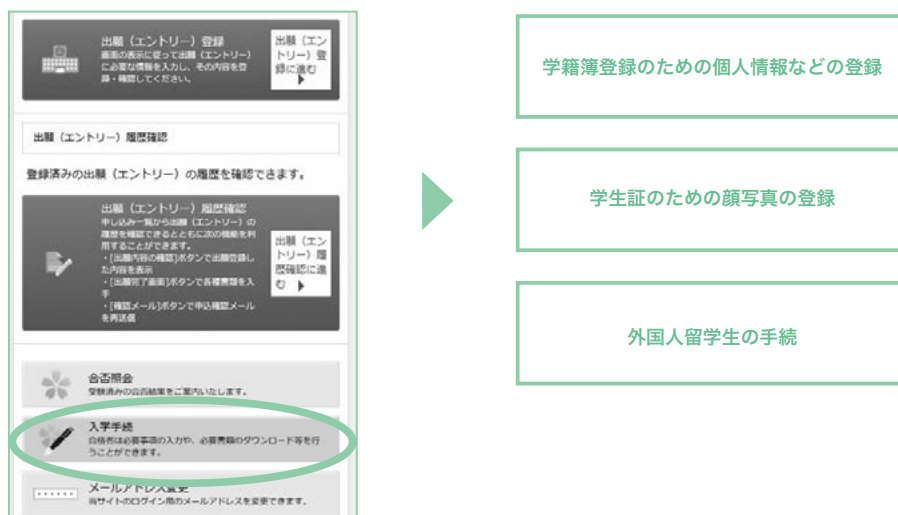 出願（エントリー）登録
画面の表示に従って出願（エントリー）
に必要な情報を入力し、その内容を登
録・確認してください。
出願（エン
トリー）登
録に進む
出願（エントリー）履歴確認
登録済みの出願（エントリー）の履歴を確認できます。
出願（エントリー）履歴確認
申し込み一覧から出願（エントリー）の
履歴を確認できるとともに次の機能を利
用することができます。
・[出願内容の確認]ボタンで出願登録し
た内容を表示
・[出願完了画面]ボタンで各種書類を入
手
・[確認メール]ボタンで申込確認メール
を再送信
出願（エン
トリー）履
歴確認に進
む
合否照会
受験済みの合否結果をご案内いたします。
入学手続
合格者は必要事項の入力や、必要書類のダウンロード等を行
うことができます。
メールアドレス変更
当サイトのログイン用のメールアドレスを変更できます。
学籍簿登録のための個人情報などの登録
学生証のための顔写真の登録
外国人留学生の手続